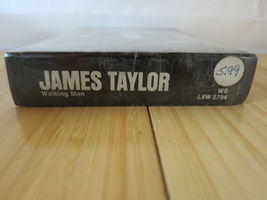 JAMES TAYLOR
Walking Man
5.99
WB
L8W 2794